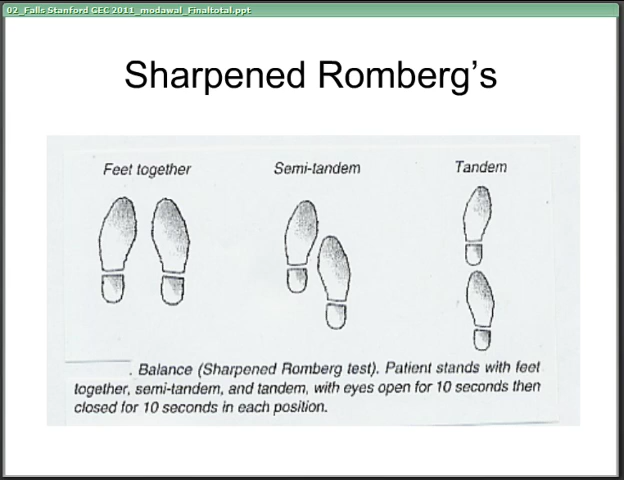 02_Falls Stanford GEC 2011_modawal_Finaltotal.ppt
Sharpened Romberg’s
Feet together Semi-tandem Tandem
. Balance (Sharpened Romberg test). Patient stands with feet
together, semi-tandem, and tandem, with eyes open for 10 seconds then
closed for 10 seconds in each position.